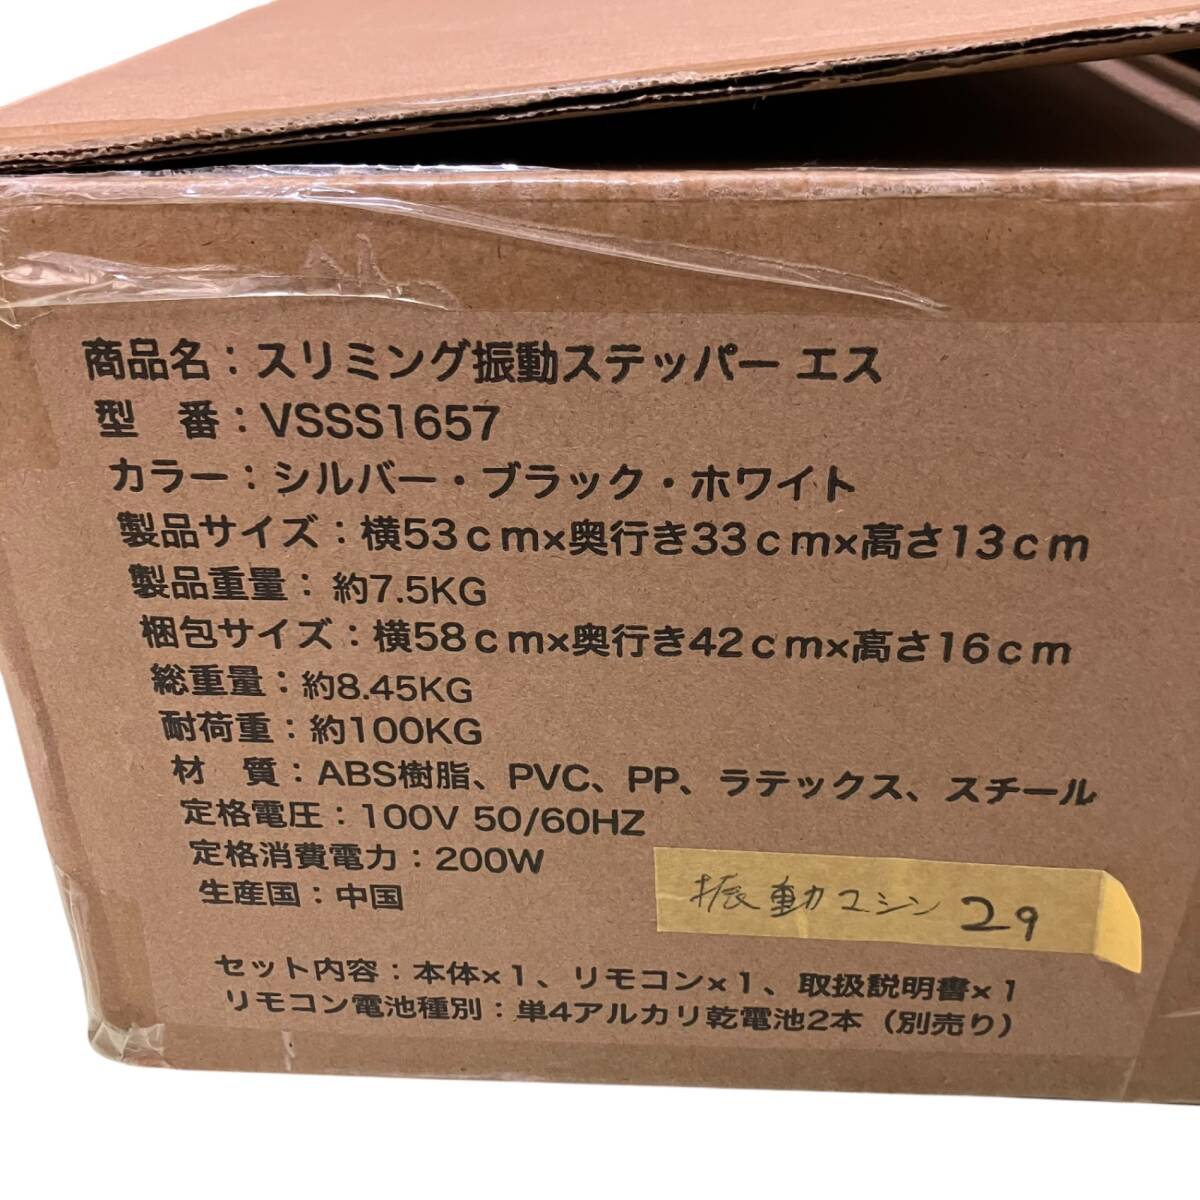 商品名：スリミング振動ステッパー エス
型　番：VSSS1657
カラー：シルバー・ブラック・ホワイト
製品サイズ：横53cm×奥行き33cm×高さ13cm
製品重量：約7.5KG
梱包サイズ：横58cm×奥行き42cm×高さ16cm
総重量：約8.45KG
耐荷重：約100KG
材　質：ABS樹脂、PVC、PP、ラテックス、スチール
定格電圧：100V 50/60HZ
定格消費電力：200W
生産国：中国
振動マシン 29
セット内容：本体×1、リモコン×1、取扱説明書×1
リモコン電池種別：単4アルカリ乾電池2本（別売り）